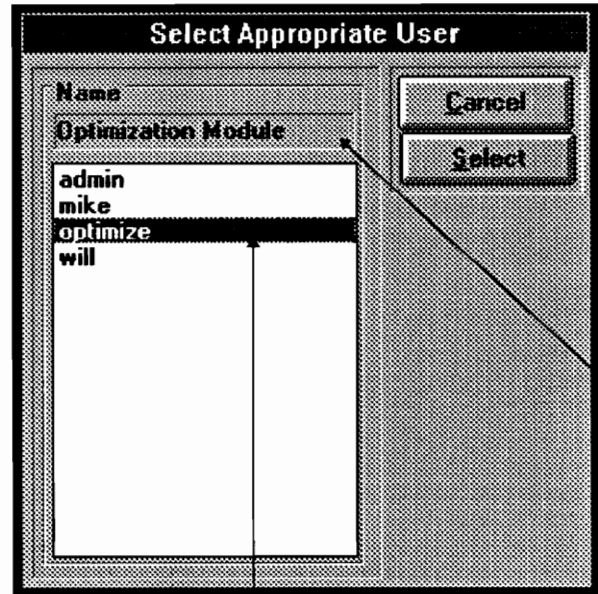 Select Appropriate User
Name
Optimization Module
admin
mike
optimize
will
Cancel
Select